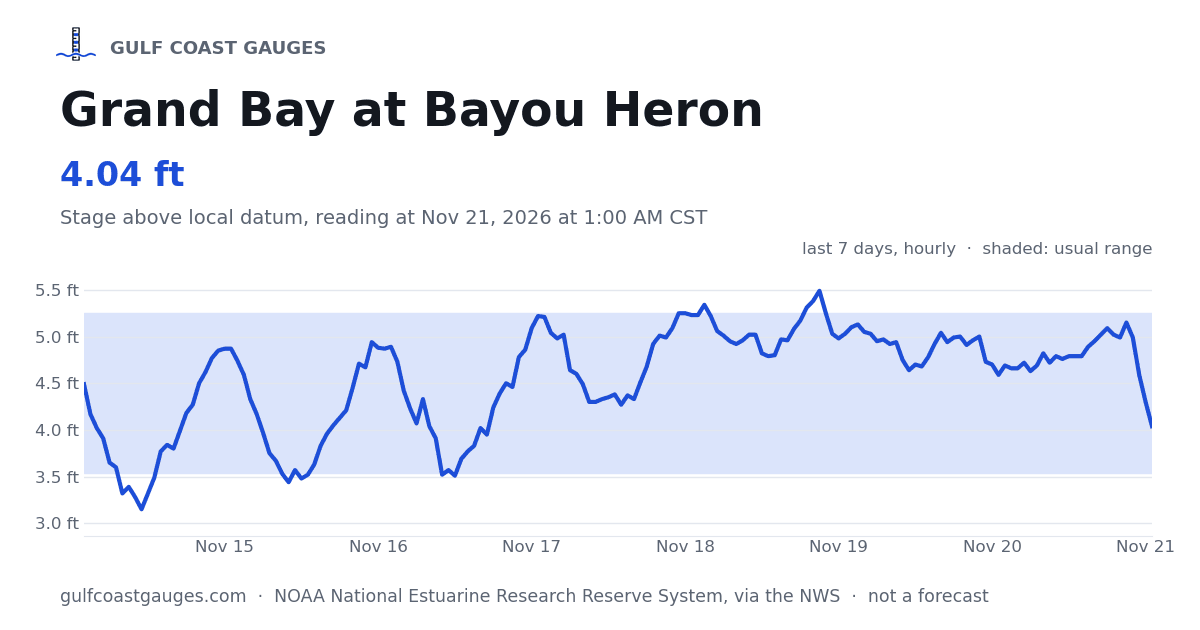 GULF COAST GAUGES
Grand Bay at Bayou Heron
4.04 ft
Stage above local datum, reading at Nov 21, 2026 at 1:00 AM CST
last 7 days, hourly · shaded: usual range
5.5 ft
5.0 ft
4.5 ft
4.0 ft
3.5 ft
3.0 ft
Nov 15 Nov 16 Nov 17 Nov 18 Nov 19 Nov 20 Nov 21
gulfcoastgauges.com · NOAA National Estuarine Research Reserve System, via the NWS · not a forecast